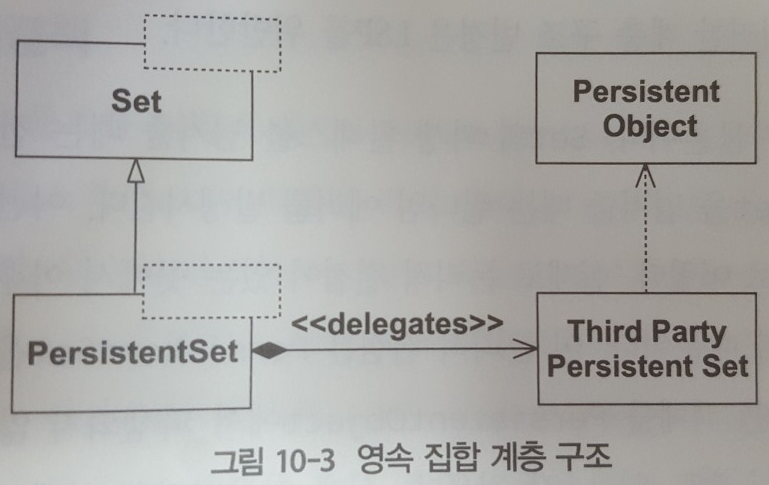 Set
Persistent
Object
PersistentSet
<<delegates>>
Third Party
Persistent Set
그림 10-3 영속 집합 계층 구조